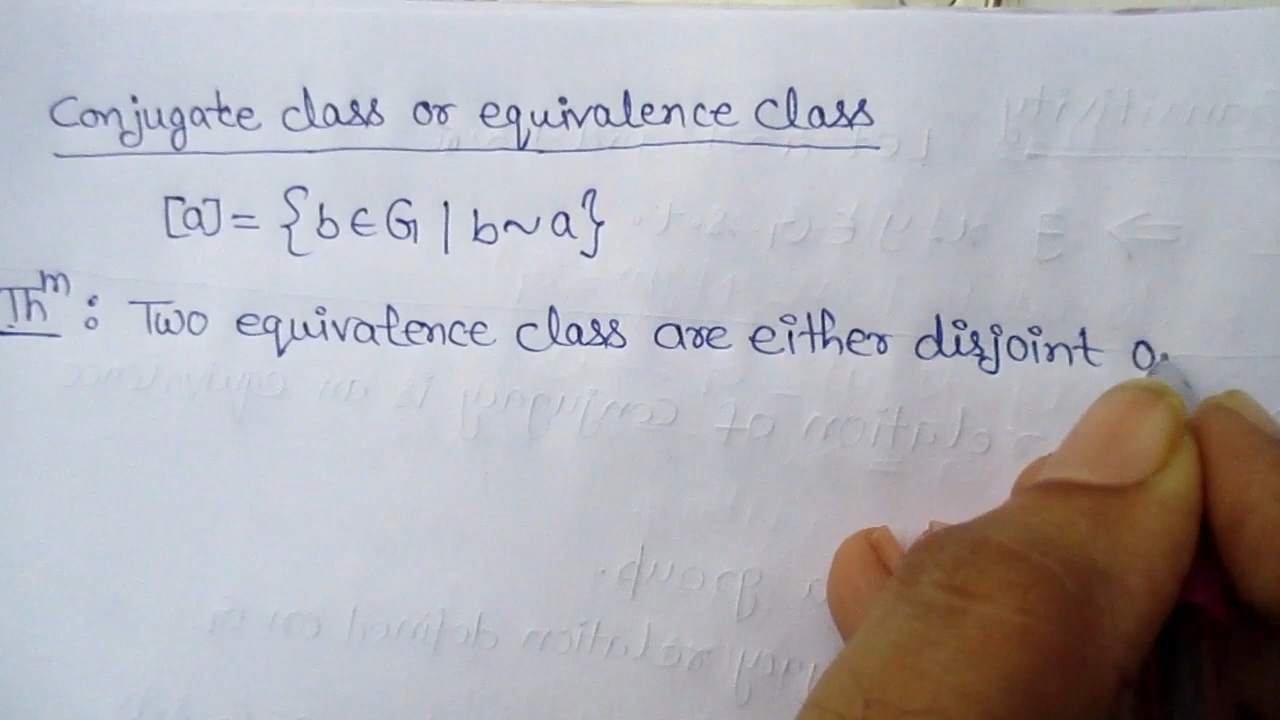 Conjugate class or equivalence class
[a] = {b ∈ G | b ~ a}
Thm : Two equivalence class are either disjoint